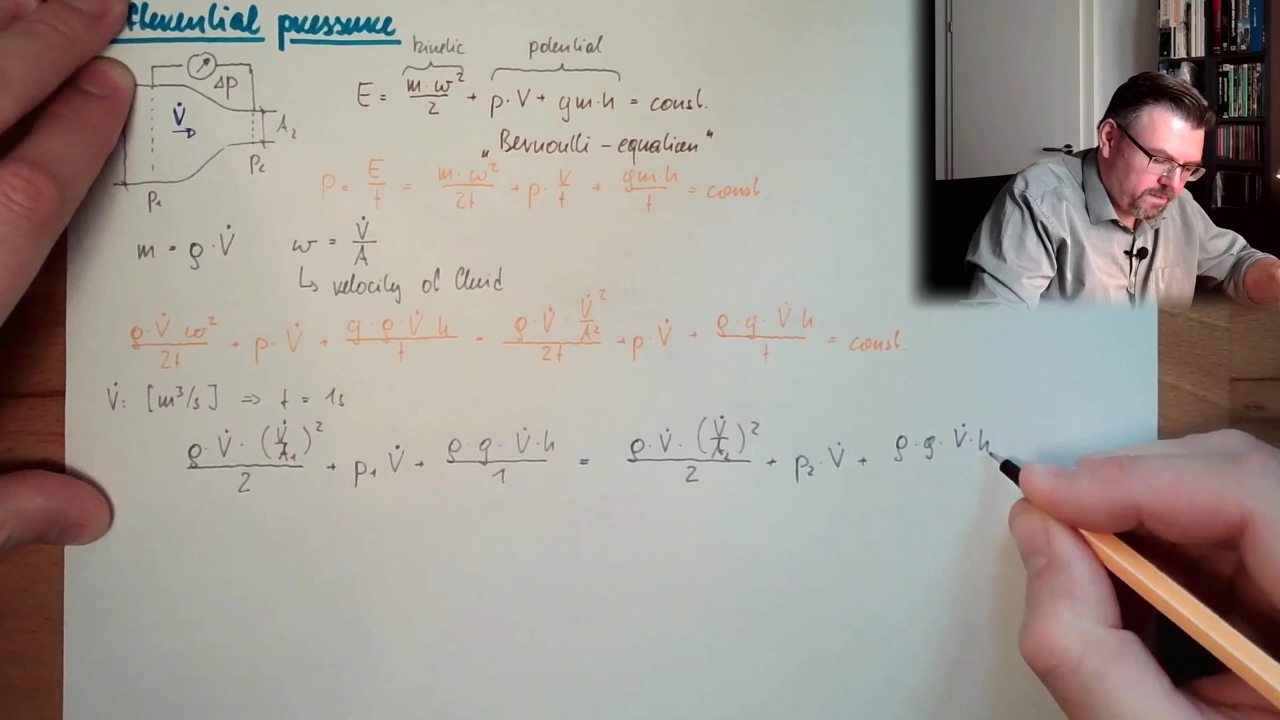 fferential pressure
kinetic potential
E = m·w²/2 + p·V + g m·h = const.
Δp
V̇
A₂
"Bernoulli - equation"
p₂
P = E/t = m·w²/2t + p·V/t + g m·h/t = const.
p₁
m = ρ·V̇ w = V̇/A
↳ velocity of fluid
ρ·V̇ w²/2t + p·V̇ + g·ρ·V̇ h/t = ρ·V̇·V̇²/A²/2t + p·V̇ + ρ·g·V̇ h/t = const.
V̇: [m³/s] ⇒ t = 1s
ρ·V̇·(V̇/A₁)²/2 + p₁ V̇ + ρ·g·V̇·h/1 = ρ·V̇·(V̇/A₂)²/2 + p₂·V̇ + ρ·g·V̇·h